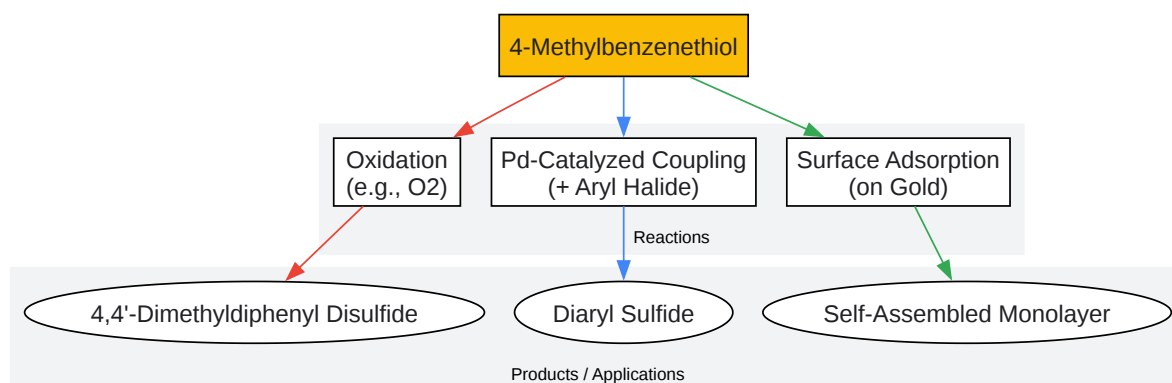 4-Methylbenzenethiol
Oxidation
(e.g., O2)
Pd-Catalyzed Coupling
(+ Aryl Halide)
Surface Adsorption
(on Gold)
Reactions
4,4'-Dimethyldiphenyl Disulfide
Diaryl Sulfide
Self-Assembled Monolayer
Products / Applications